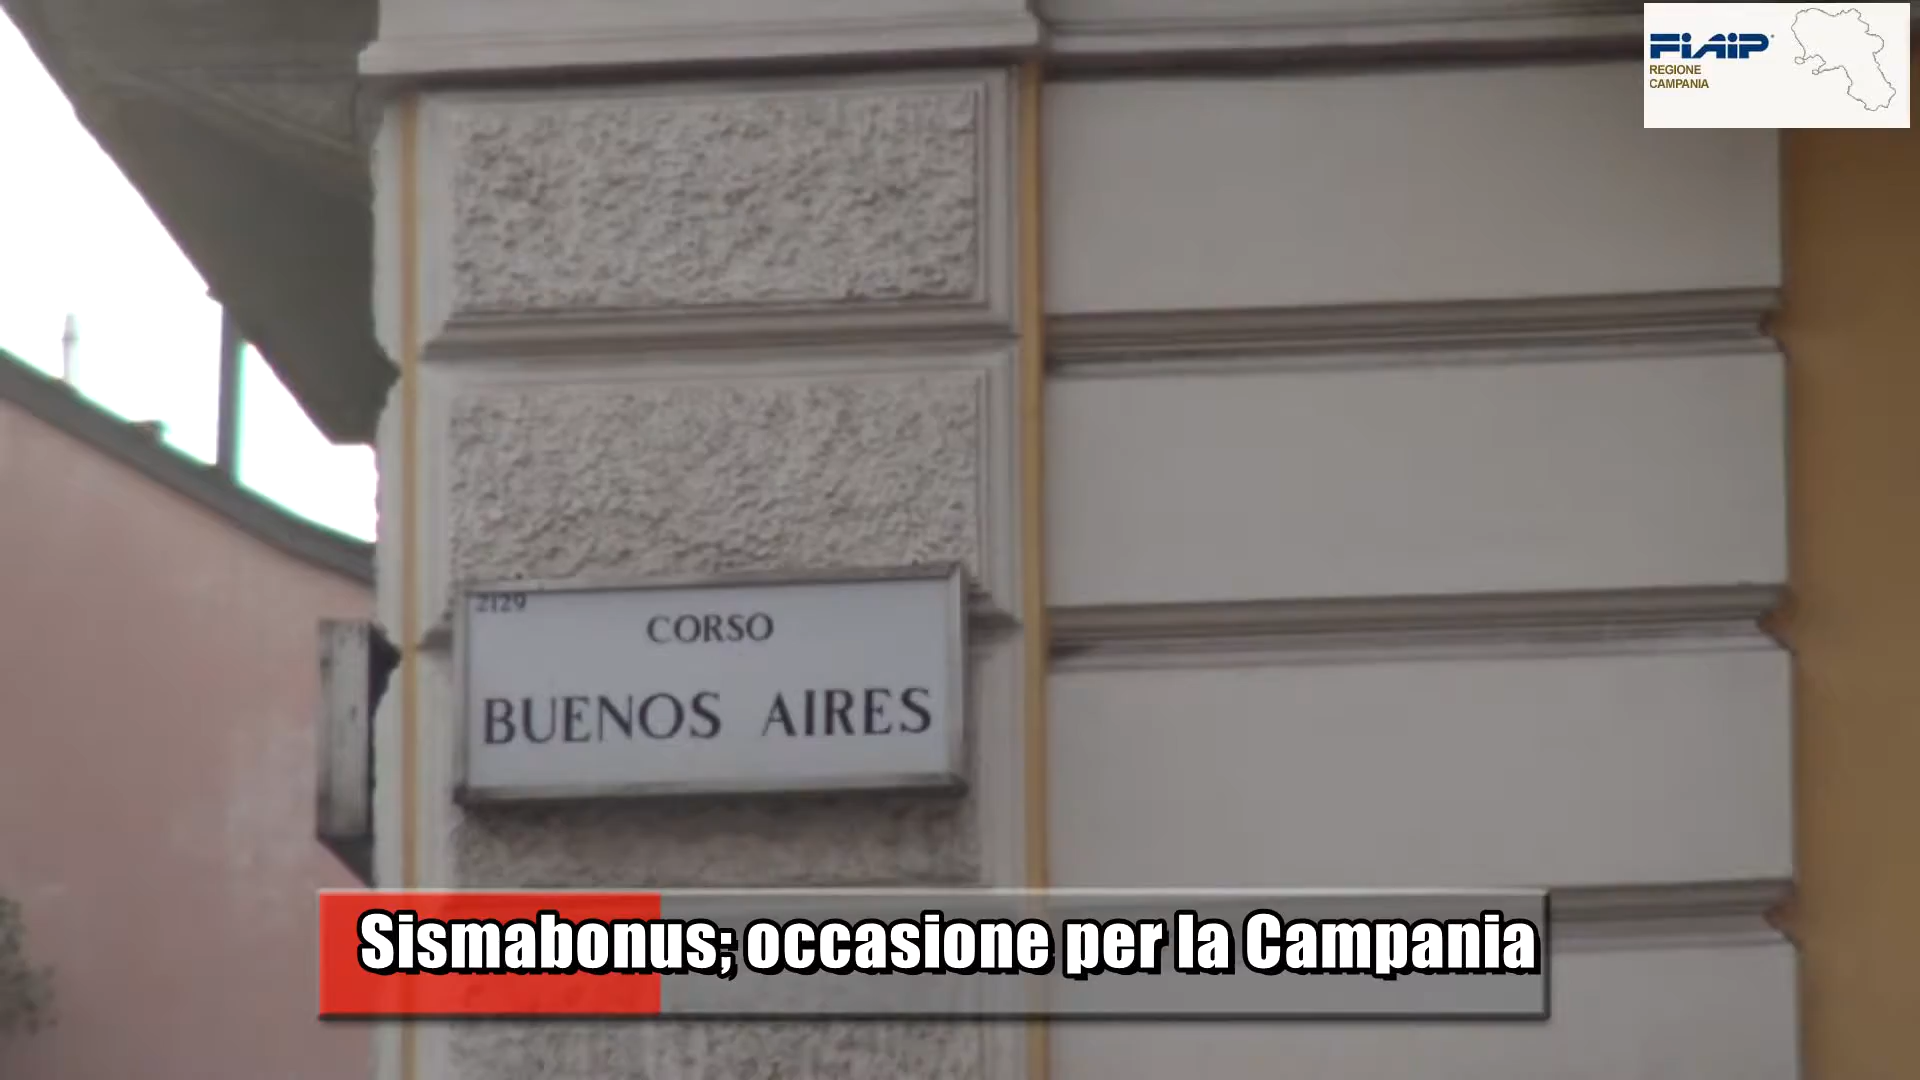 FIAIP
REGIONE
CAMPANIA
2129
CORSO
BUENOS AIRES
Sismabonus; occasione per la Campania